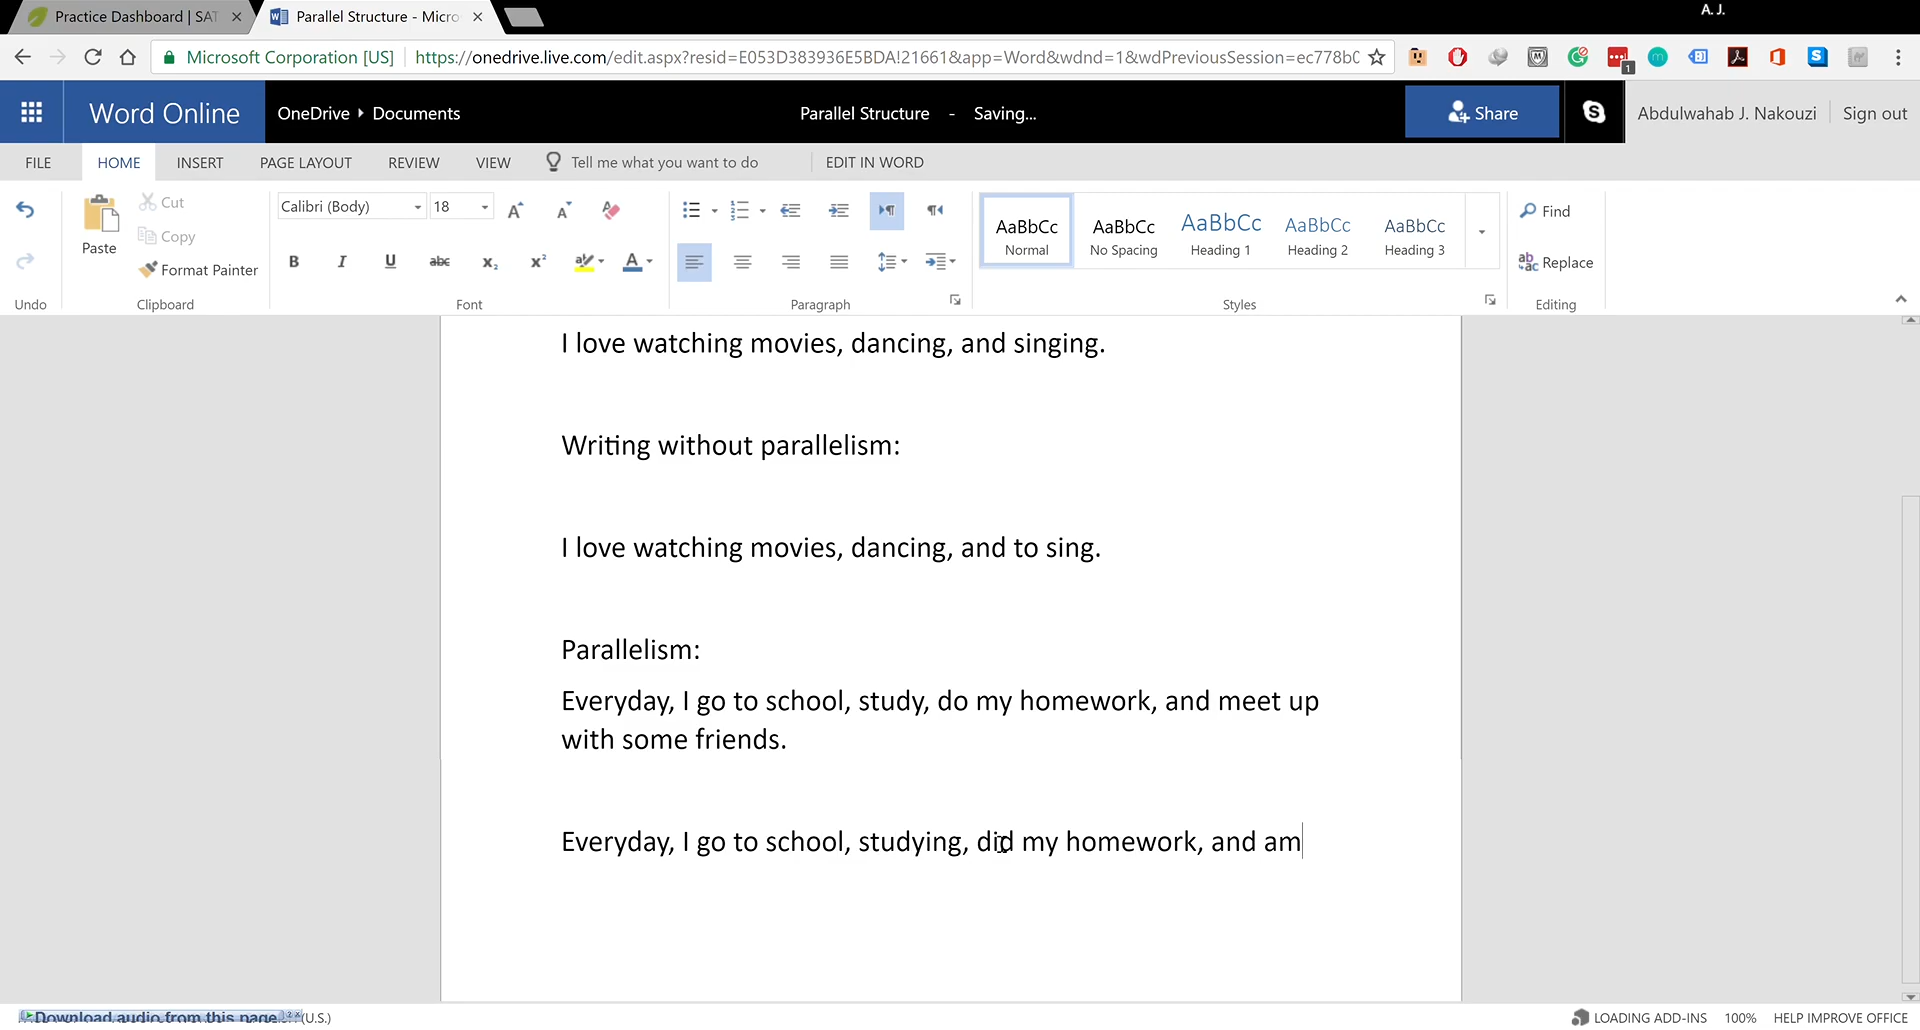 A. J.
Practice Dashboard | SAT
Parallel Structure - Micro
Microsoft Corporation [US]
https://onedrive.live.com/edit.aspx?resid=E053D383936E5BDA!21661&app=Word&wdnd=1&wdPreviousSession=ec778b0
1
Word Online
OneDrive
Documents
Parallel Structure - Saving...
Share
Abdulwahab J. Nakouzi
Sign out
FILE
HOME
INSERT
PAGE LAYOUT
REVIEW
VIEW
Tell me what you want to do
EDIT IN WORD
Undo
Paste
Cut
Copy
Format Painter
Clipboard
Calibri (Body)
18
B
I
U
abc
Font
Paragraph
AaBbCc
Normal
AaBbCc
No Spacing
AaBbCc
Heading 1
AaBbCc
Heading 2
AaBbCc
Heading 3
Styles
Find
Replace
Editing
I love watching movies, dancing, and singing.
Writing without parallelism:
I love watching movies, dancing, and to sing.
Parallelism:
Everyday, I go to school, study, do my homework, and meet up
with some friends.
Everyday, I go to school, studying, did my homework, and am
Download audio from this page
(U.S.)
LOADING ADD-INS
100%
HELP IMPROVE OFFICE